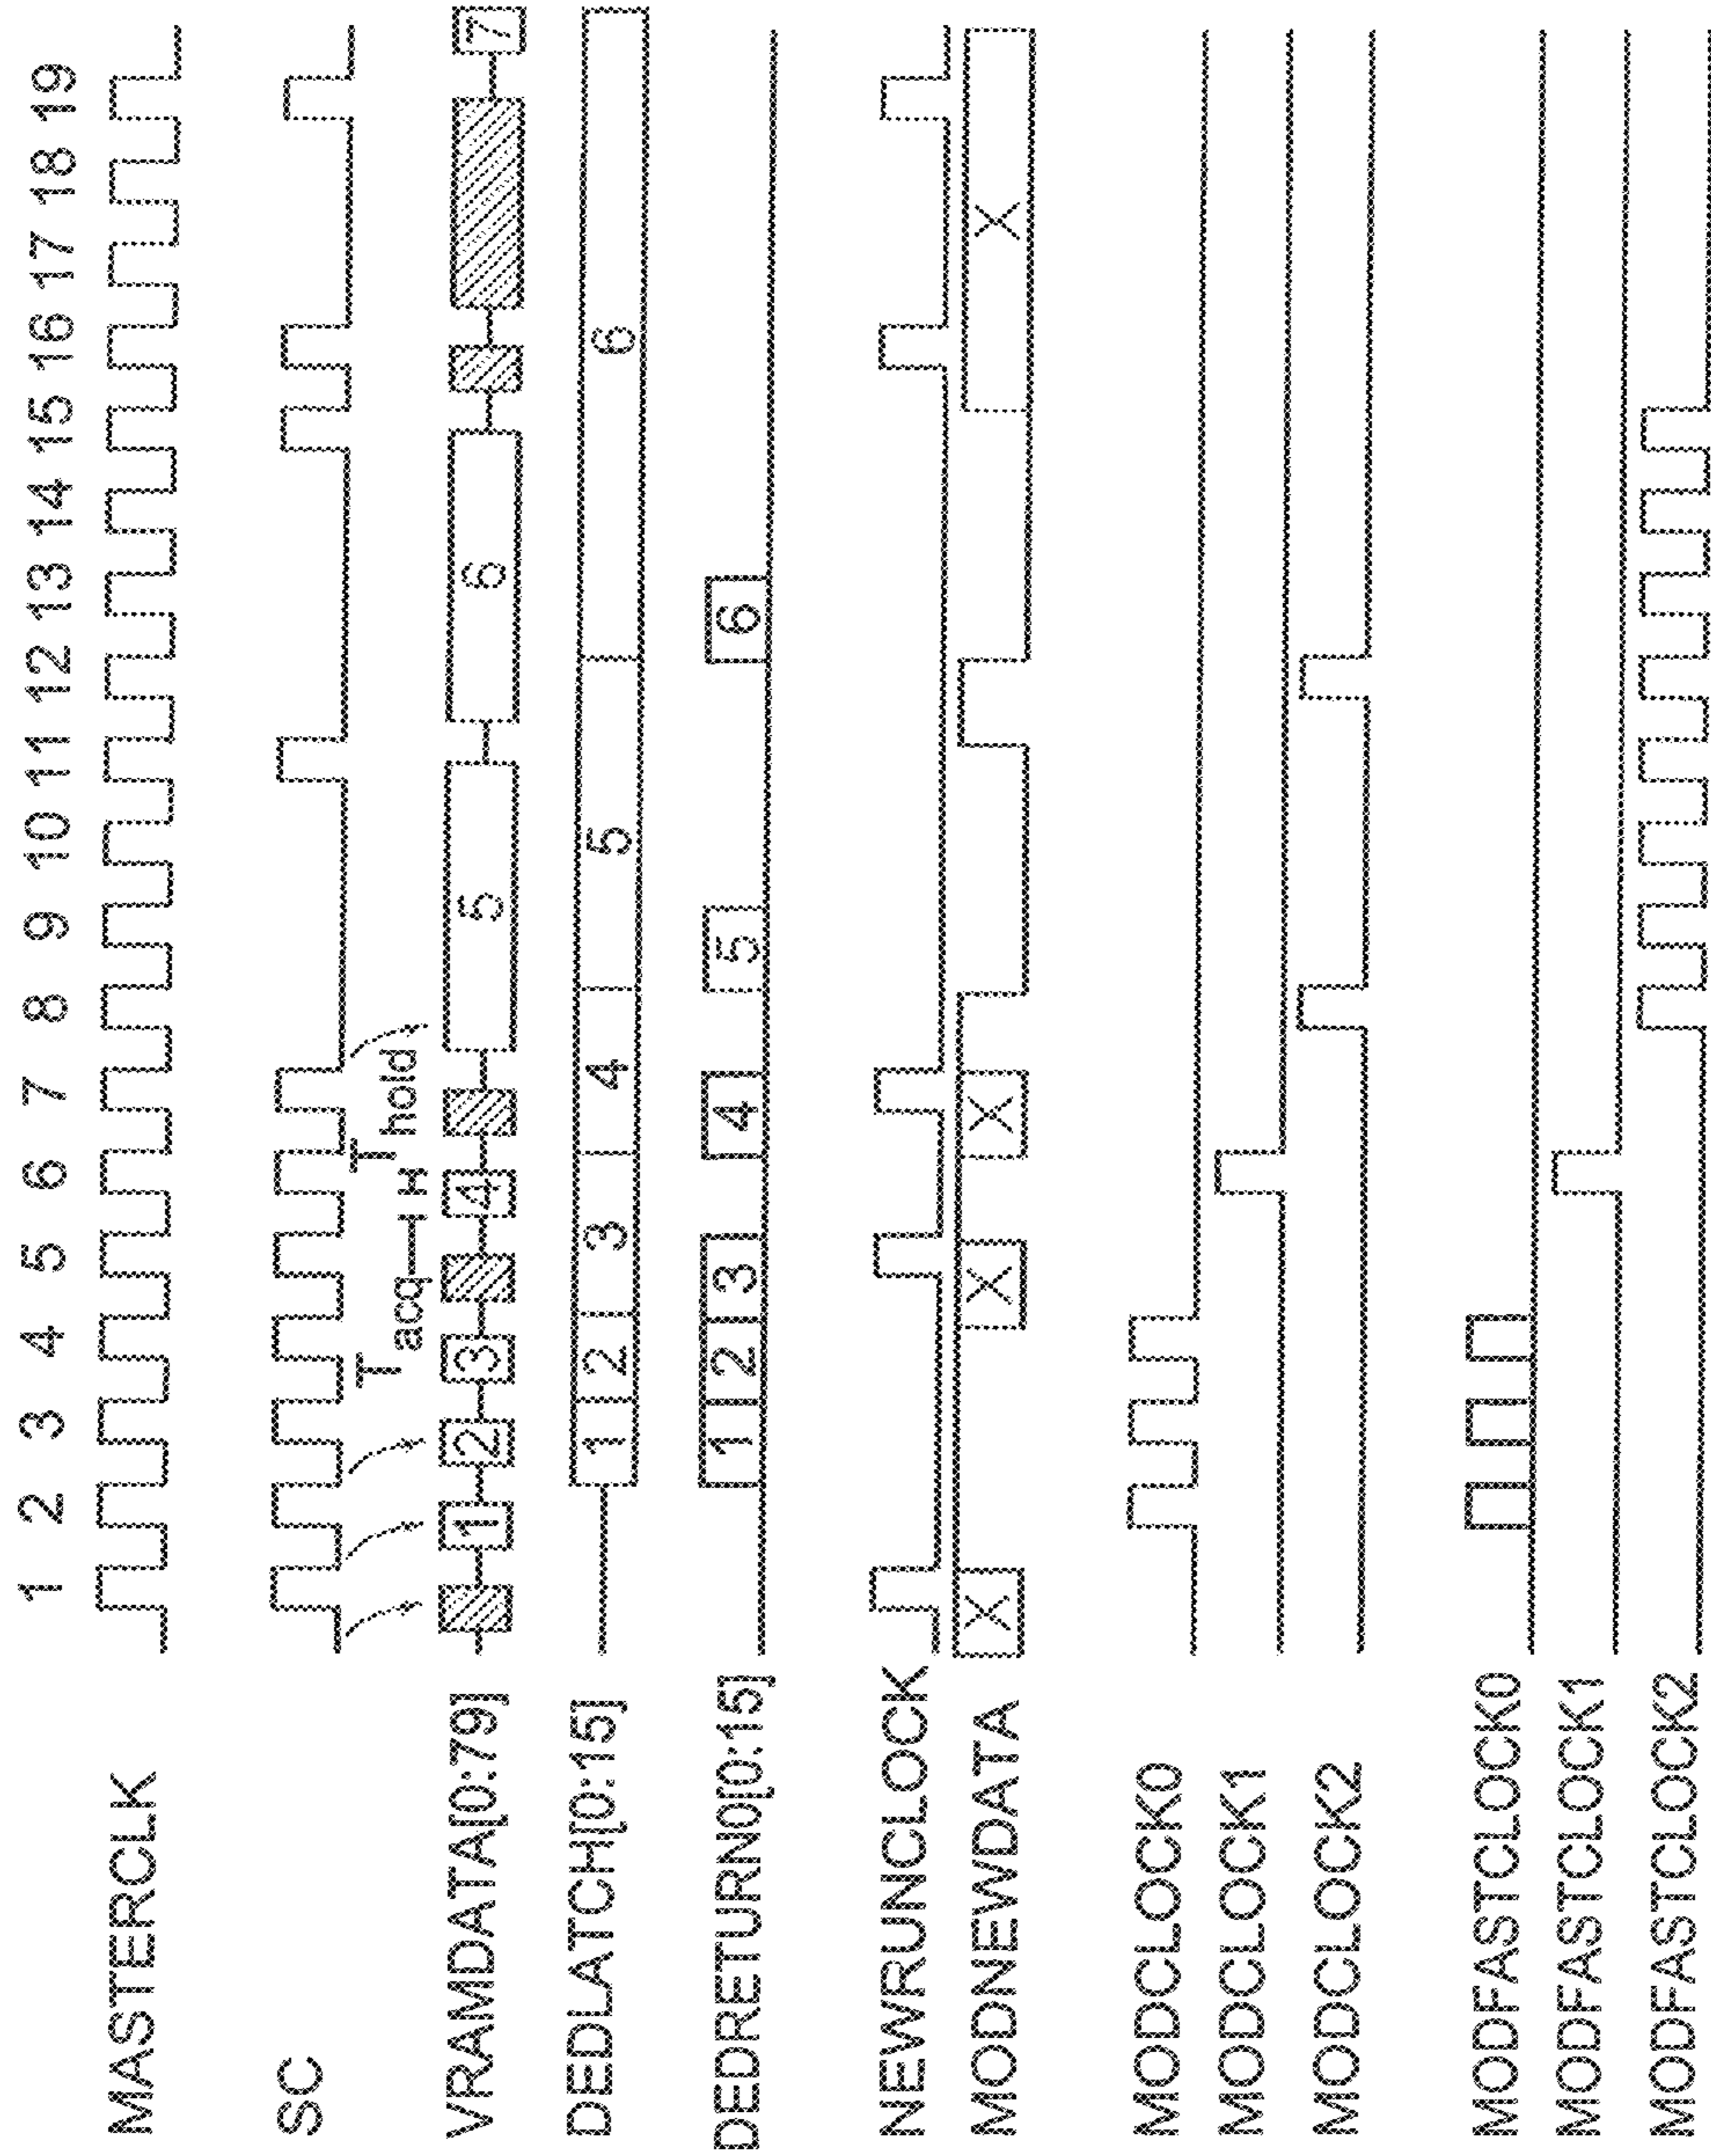 1 2 3 4 5 6 7 8 9 10 11 12 13 14 15 16 17 18 19
MASTERCLK
SC
T T
acq H hold
VRAMDATA[0:79] 1 2 3 4 5 6 7
DEDLATCH[0:15] 1 2 3 4 5 6
DEDRETURN0[0:15] 1 2 3 4 5 6
NEWRUNCLOCK
MODNEWDATA X X X X
MODCLOCK0
MODCLOCK1
MODCLOCK2
MODFASTCLOCK0
MODFASTCLOCK1
MODFASTCLOCK2